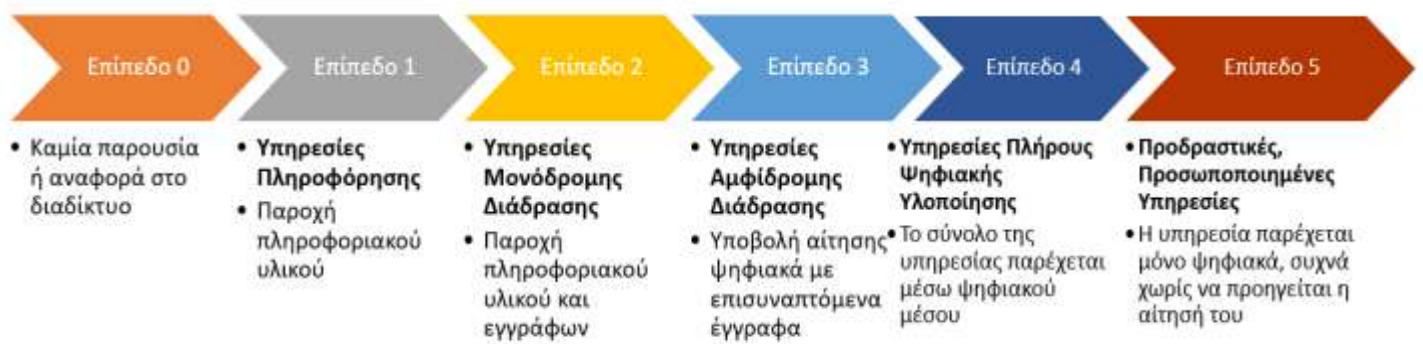 Επίπεδο 0
Επίπεδο 1
Επίπεδο 2
Επίπεδο 3
Επίπεδο 4
Επίπεδο 5
• Καμία παρουσία
ή αναφορά στο
διαδίκτυο
• Υπηρεσίες
Πληροφόρησης
• Παροχή
πληροφοριακού
υλικού
• Υπηρεσίες
Μονόδρομης
Διάδρασης
• Παροχή
πληροφοριακού
υλικού και
εγγράφων
• Υπηρεσίες
Αμφίδρομης
Διάδρασης
• Υποβολή αίτησης
ψηφιακά με
επισυναπτόμενα
έγγραφα
• Υπηρεσίες Πλήρους
Ψηφιακής
Υλοποίησης
• Το σύνολο της
υπηρεσίας παρέχεται
μέσω ψηφιακού
μέσου
• Προδραστικές,
Προσωποποιημένες
Υπηρεσίες
• Η υπηρεσία παρέχεται
μόνο ψηφιακά, συχνά
χωρίς να προηγείται η
αίτησή του